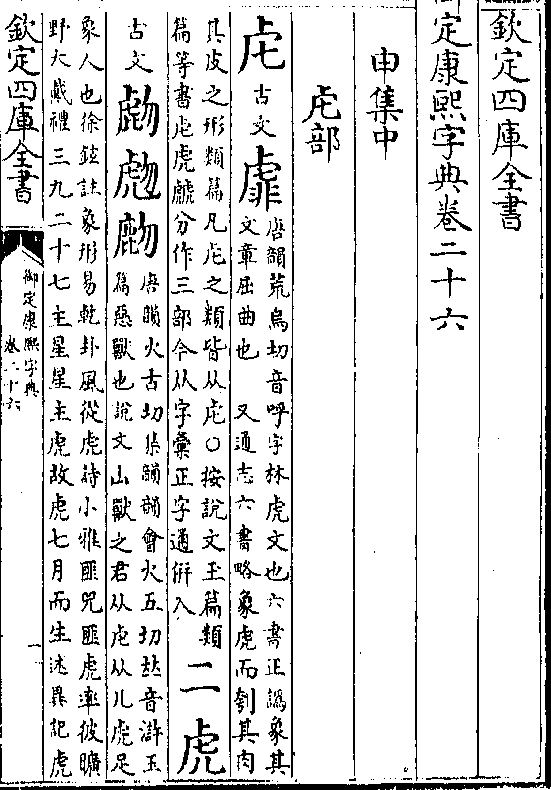 欽定四庫全書
御定康熙字典卷二十六
申集中
虍部
虍古文
唐韻荒烏切音呼字林虎文也六書正譌象其
文章屈曲也 又通志六書略象虎而刳其肉
具皮之形類篇凡虍之類皆从虍○按說文玉篇類
篇等書虍虎虤分作三部今从字彙正字通倂入
二虎
古文
唐韻火古切集韻韻會火五切𠀤音滸玉
篇惡獸也說文山獸之君从虍从儿虎足
象人也徐鉉註象形易乾卦風從虎詩小雅匪兕匪虎率彼曠
野大戴禮三九二十七主星星主虎故虎七月而生述異記虎
欽定四庫全書
御定康熙字典
卷二十六
一